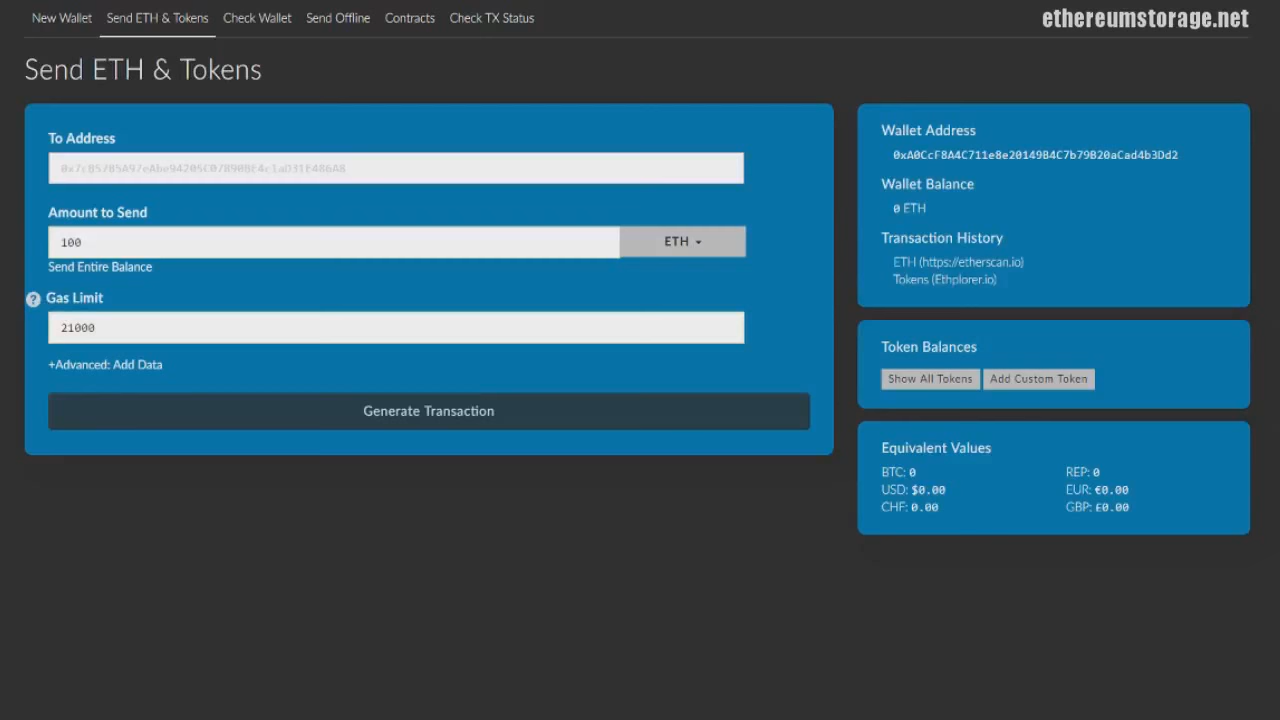 New Wallet Send ETH & Tokens Check Wallet Send Offline Contracts Check TX Status
ethereumstorage.net
Send ETH & Tokens
To Address
Amount to Send
100
ETH
Send Entire Balance
? Gas Limit
21000
+Advanced: Add Data
Generate Transaction
Wallet Address
0xA0CcF8A4C711e8e20149B4C7b79B20aCad4b3Dd2
Wallet Balance
0 ETH
Transaction History
ETH (https://etherscan.io)
Tokens (Ethplorer.io)
Token Balances
Show All Tokens Add Custom Token
Equivalent Values
BTC: 0 REP: 0
USD: $0.00 EUR: €0.00
CHF: 0.00 GBP: £0.00